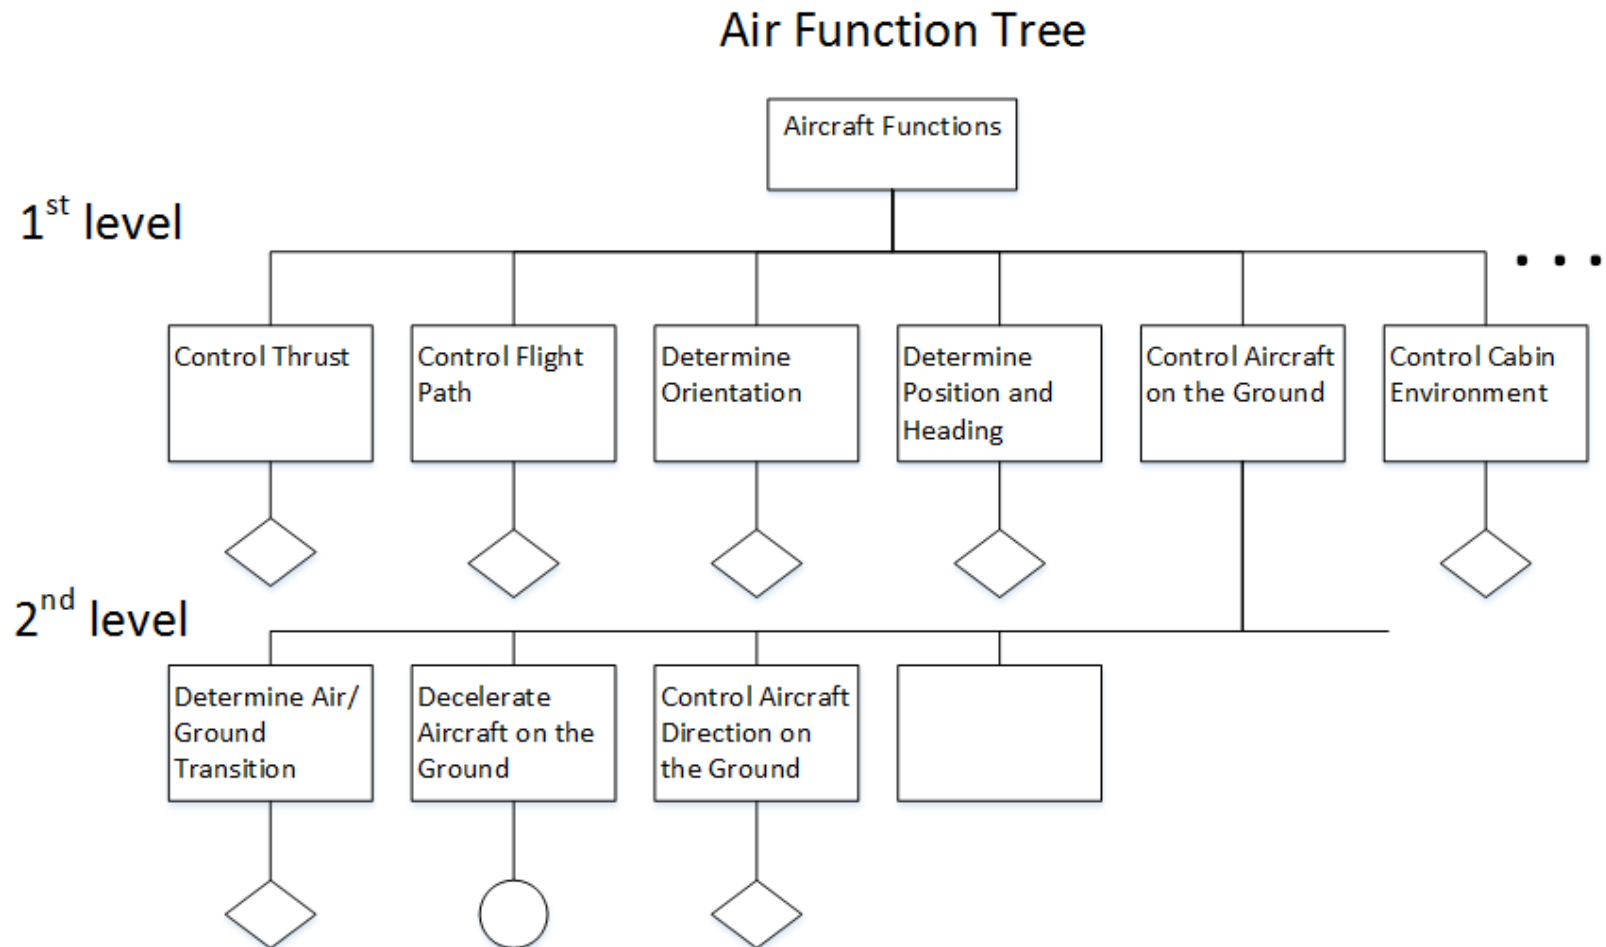 Air Function Tree
Aircraft Functions
1st level
. . .
Control Thrust
Control Flight
Path
Determine
Orientation
Determine
Position and
Heading
Control Aircraft
on the Ground
Control Cabin
Environment
2nd level
Determine Air/
Ground
Transition
Decelerate
Aircraft on the
Ground
Control Aircraft
Direction on
the Ground